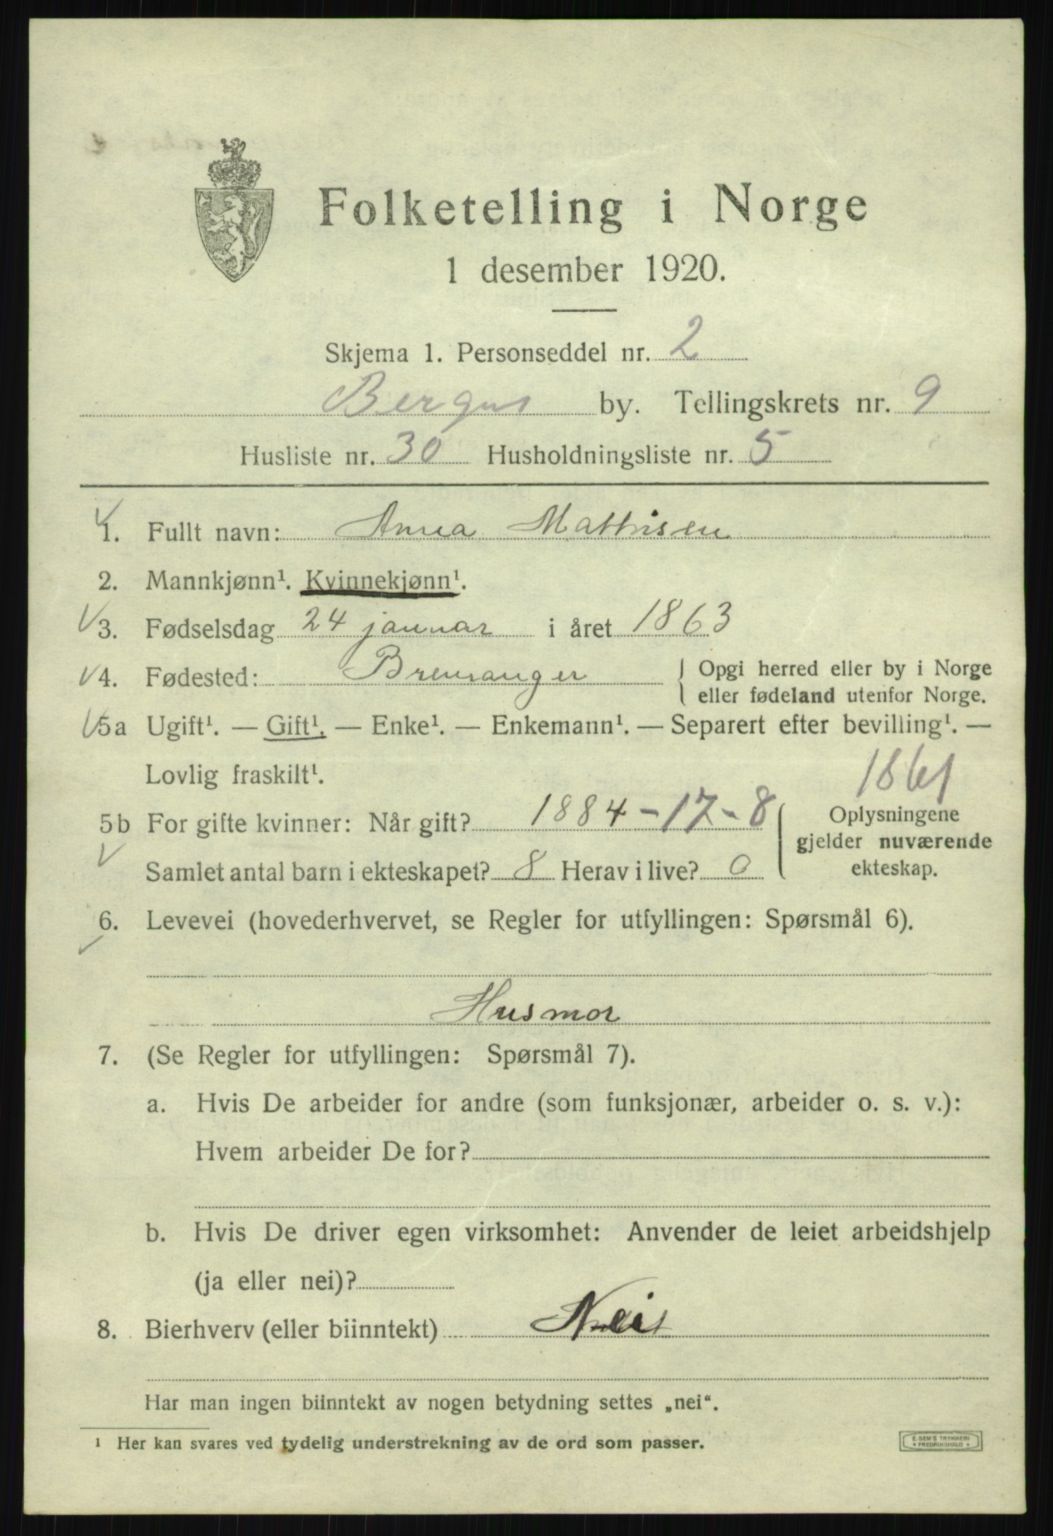 Folketelling i Norge
1 desember 1920.
Skjema 1. Personseddel nr. 2
Bergen by. Tellingskrets nr. 9
Husliste nr. 30 Husholdningsliste nr. 5
1. Fullt navn: Anna Mathisen
2. Mannkjønn¹. Kvinnekjønn¹.
3. Fødselsdag 24 januar i året 1863
4. Fødested: Bremanger { Opgi herred eller by i Norge
eller fødeland utenfor Norge.
5a Ugift¹. — Gift¹. — Enke¹. — Enkemann¹. — Separert efter bevilling¹. —
Lovlig fraskilt¹.
1861
5b For gifte kvinner: Når gift? 1884-17-8
Samlet antal barn i ekteskapet? 8 Herav i live? 0
{ Oplysningene
gjelder nuværende
ekteskap.
6. Levevei (hovederhvervet, se Regler for utfyllingen: Spørsmål 6).
Husmor
7. (Se Regler for utfyllingen: Spørsmål 7).
a. Hvis De arbeider for andre (som funksjonær, arbeider o. s. v.):
Hvem arbeider De for?
b. Hvis De driver egen virksomhet: Anvender de leiet arbeidshjelp
(ja eller nei)?
8. Bierhverv (eller biinntekt) Nei
Har man ingen biinntekt av nogen betydning settes „nei“.
¹ Her kan svares ved tydelig understrekning av de ord som passer.
E. SEM'S TRYKKERI
• FREDRIKSHALD •